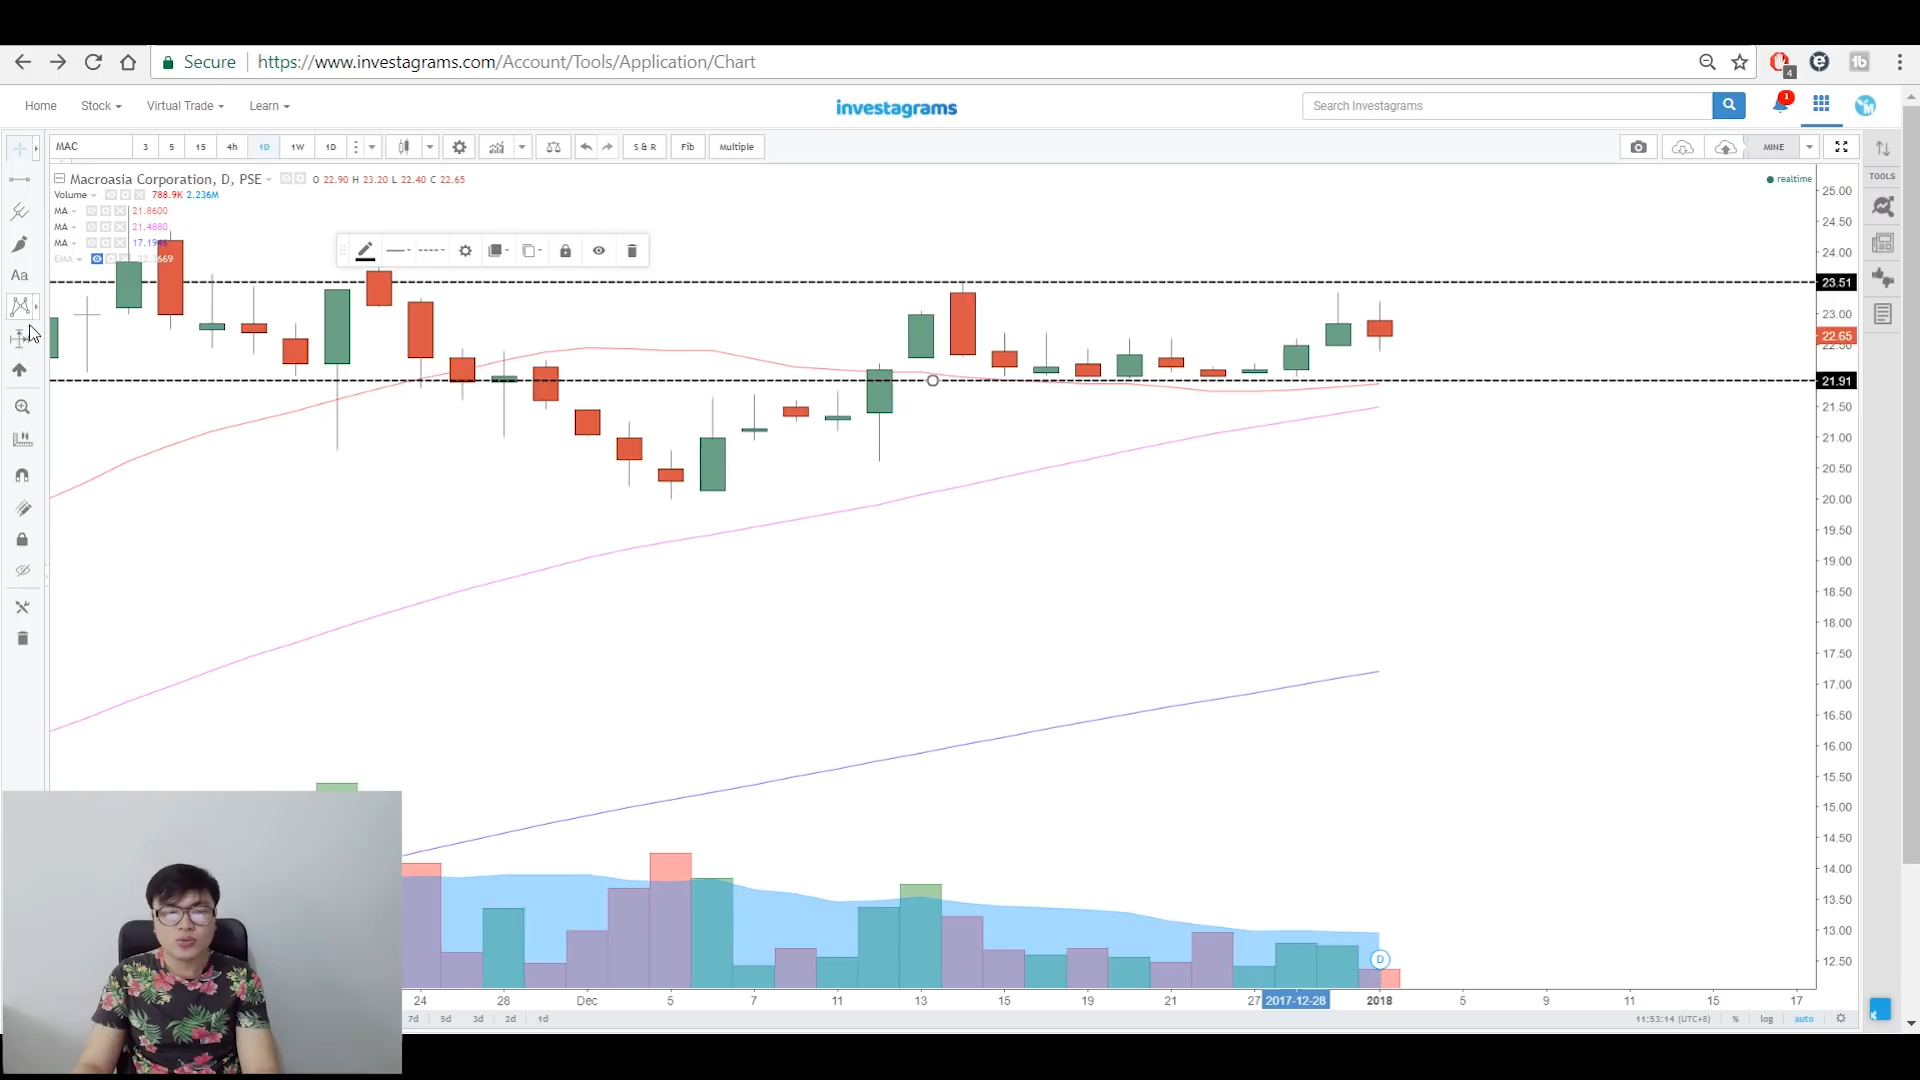 Secure https://www.investagrams.com/Account/Tools/Application/Chart
4
Home Stock Virtual Trade Learn
investagrams
Search Investagrams
1
MAC 3 5 15 4h 1D 1W 1D S & R Fib Multiple MINE
Macroasia Corporation, D, PSE O 22.90 H 23.20 L 22.40 C 22.65
realtime
TOOLS
Volume 788.9K 2.236M
MA 21.8600
MA 21.4880
MA
EMA
Aa
25.00
24.50
24.00
23.51
23.00
22.65
22.50
21.91
21.50
21.00
20.50
20.00
19.50
19.00
18.50
18.00
17.50
17.00
16.50
16.00
15.50
15.00
14.50
14.00
13.50
13.00
12.50
D
24 28 Dec 5 7 11 13 15 19 21 27 2017-12-28 2018 5 9 11 15 17
7d 5d 3d 2d 1d 11:53:14 (UTC+8) % log auto